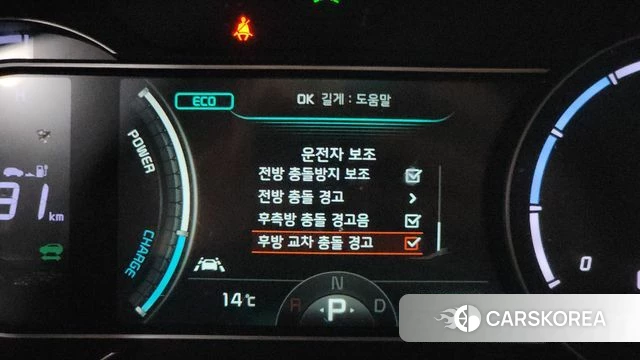 ECO
OK 길게 : 도움말
운전자 보조
전방 충돌방지 보조
전방 충돌 경고
후측방 충돌 경고음
후방 교차 충돌 경고
POWER
CHARGE
31 km
14℃
R
N
D
P
0
CARSKOREA